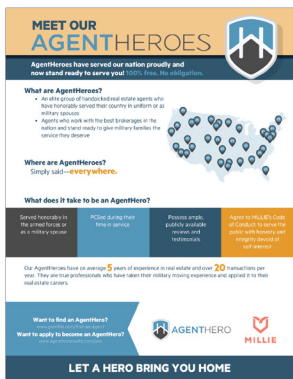 MEET OUR
AGENTHEROES
AgentHeroes have served our nation proudly and
now stand ready to serve you! 100% free. No obligation.
What are AgentHeroes?
• An elite group of handpicked real estate agents who
have honorably served their country in uniform or as
military spouses
• Agents who work with the best brokerages in the
nation and stand ready to give military families the
service they deserve
Where are AgentHeroes?
Simply said—everywhere.
What does it take to be an AgentHero?
Served honorably in
the armed forces or
as a military spouse
PCSed during their
time in service
Possess ample,
publicly available
reviews and
testimonials
Agree to MILLIE's Code
of Conduct to serve the
public with honesty and
integrity devoid of
self-interest
Our AgentHeroes have on average 5 years of experience in real estate and over 20 transactions per
year. They are true professionals who have taken their military moving experience and applied it to their
real estate careers.
Want to find an AgentHero?
Want to apply to become an AgentHero?
AGENTHERO
MILLIE
LET A HERO BRING YOU HOME